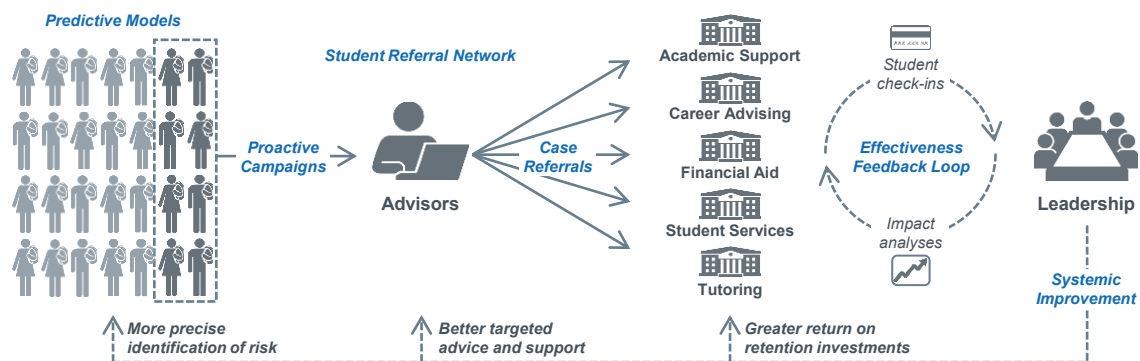 Predictive Models
Student Referral Network
Proactive
Campaigns
Advisors
Case
Referrals
Academic Support
Career Advising
Financial Aid
Student Services
Tutoring
Student
check-ins
Effectiveness
Feedback Loop
Impact
analyses
Leadership
Systemic
Improvement
More precise
identification of risk
Better targeted
advice and support
Greater return on
retention investments